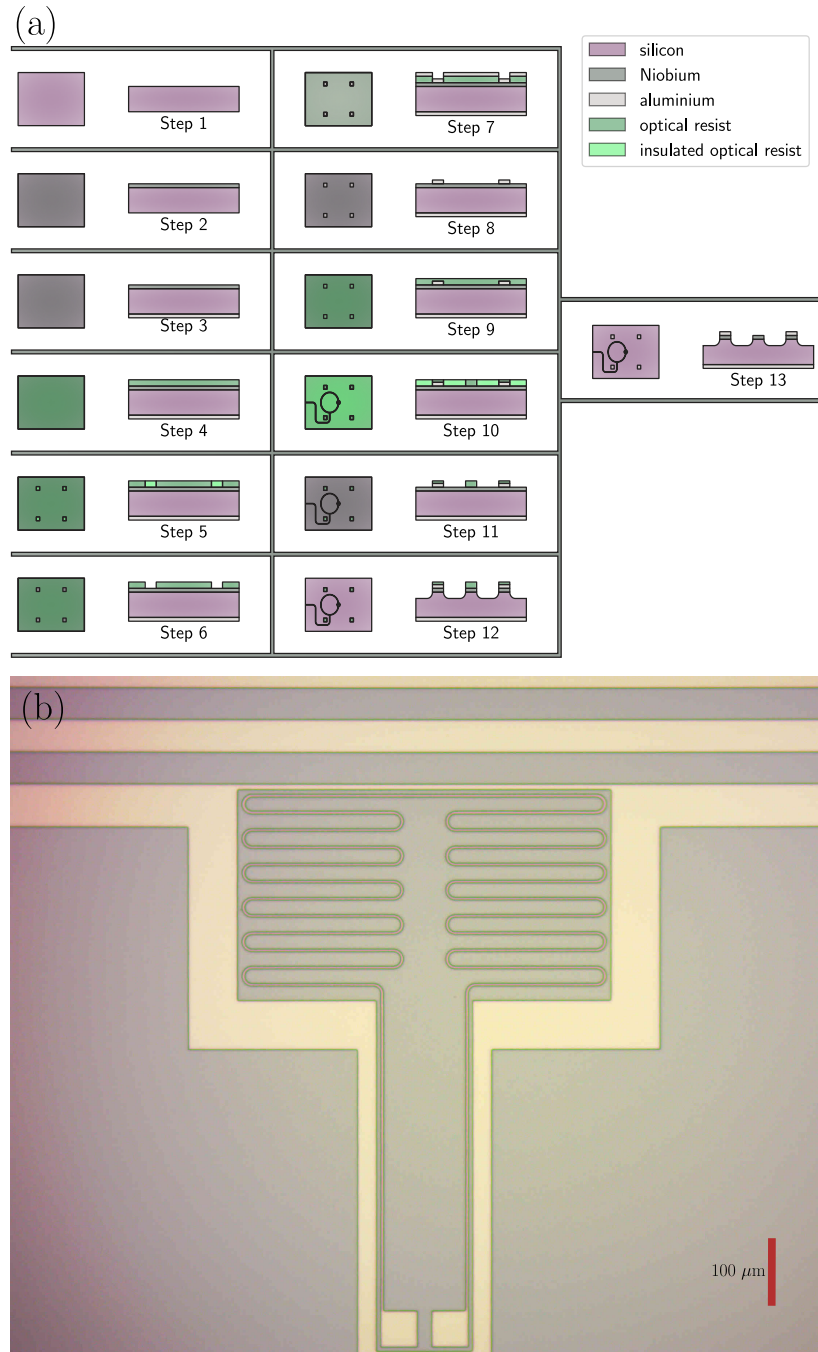 (a)
silicon
Niobium
aluminium
optical resist
insulated optical resist
Step 1
Step 2
Step 3
Step 4
Step 5
Step 6
Step 7
Step 8
Step 9
Step 10
Step 11
Step 12
Step 13
(b)
100 μm